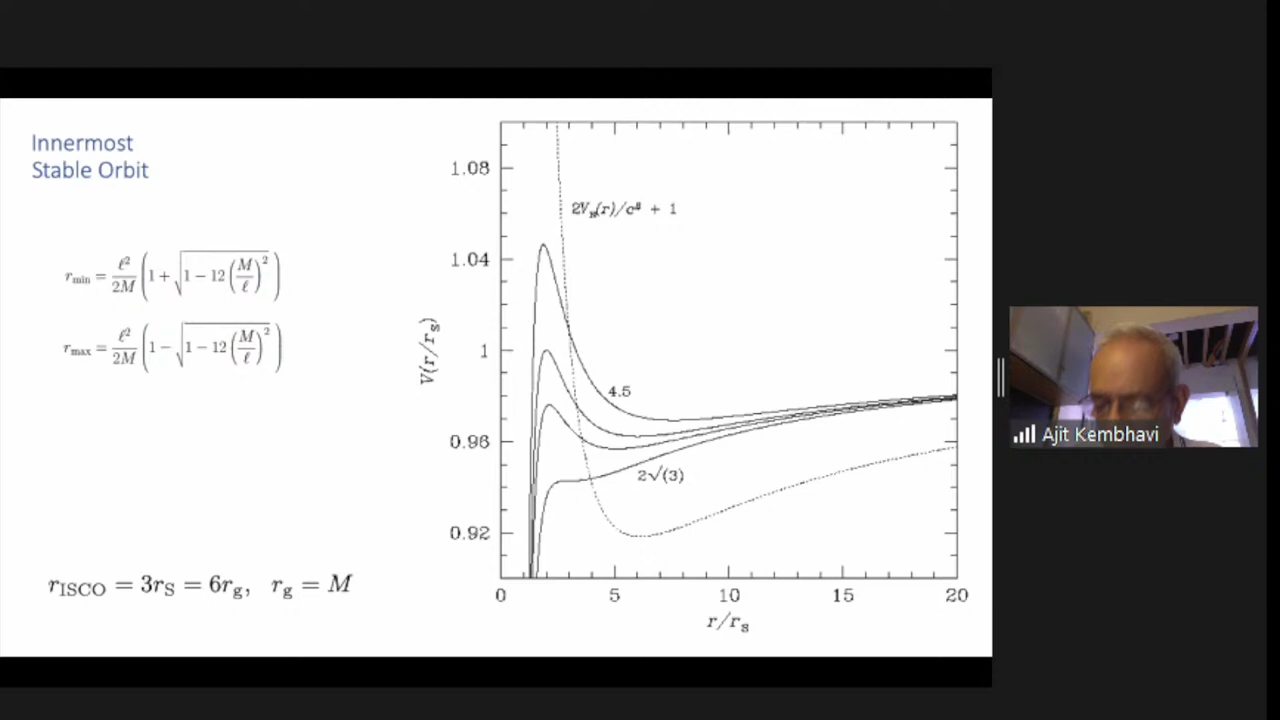 Innermost
Stable Orbit
r_min = ℓ²/2M (1 + √(1 − 12 (M/ℓ)²))
r_max = ℓ²/2M (1 − √(1 − 12 (M/ℓ)²))
r_ISCO = 3r_S = 6r_g, r_g = M
V(r/r_s)
1.08
1.04
1
0.96
0.92
2V_N(r)/c² + 1
4.5
2√(3)
0 5 10 15 20
r/r_s
Ajit Kembhavi